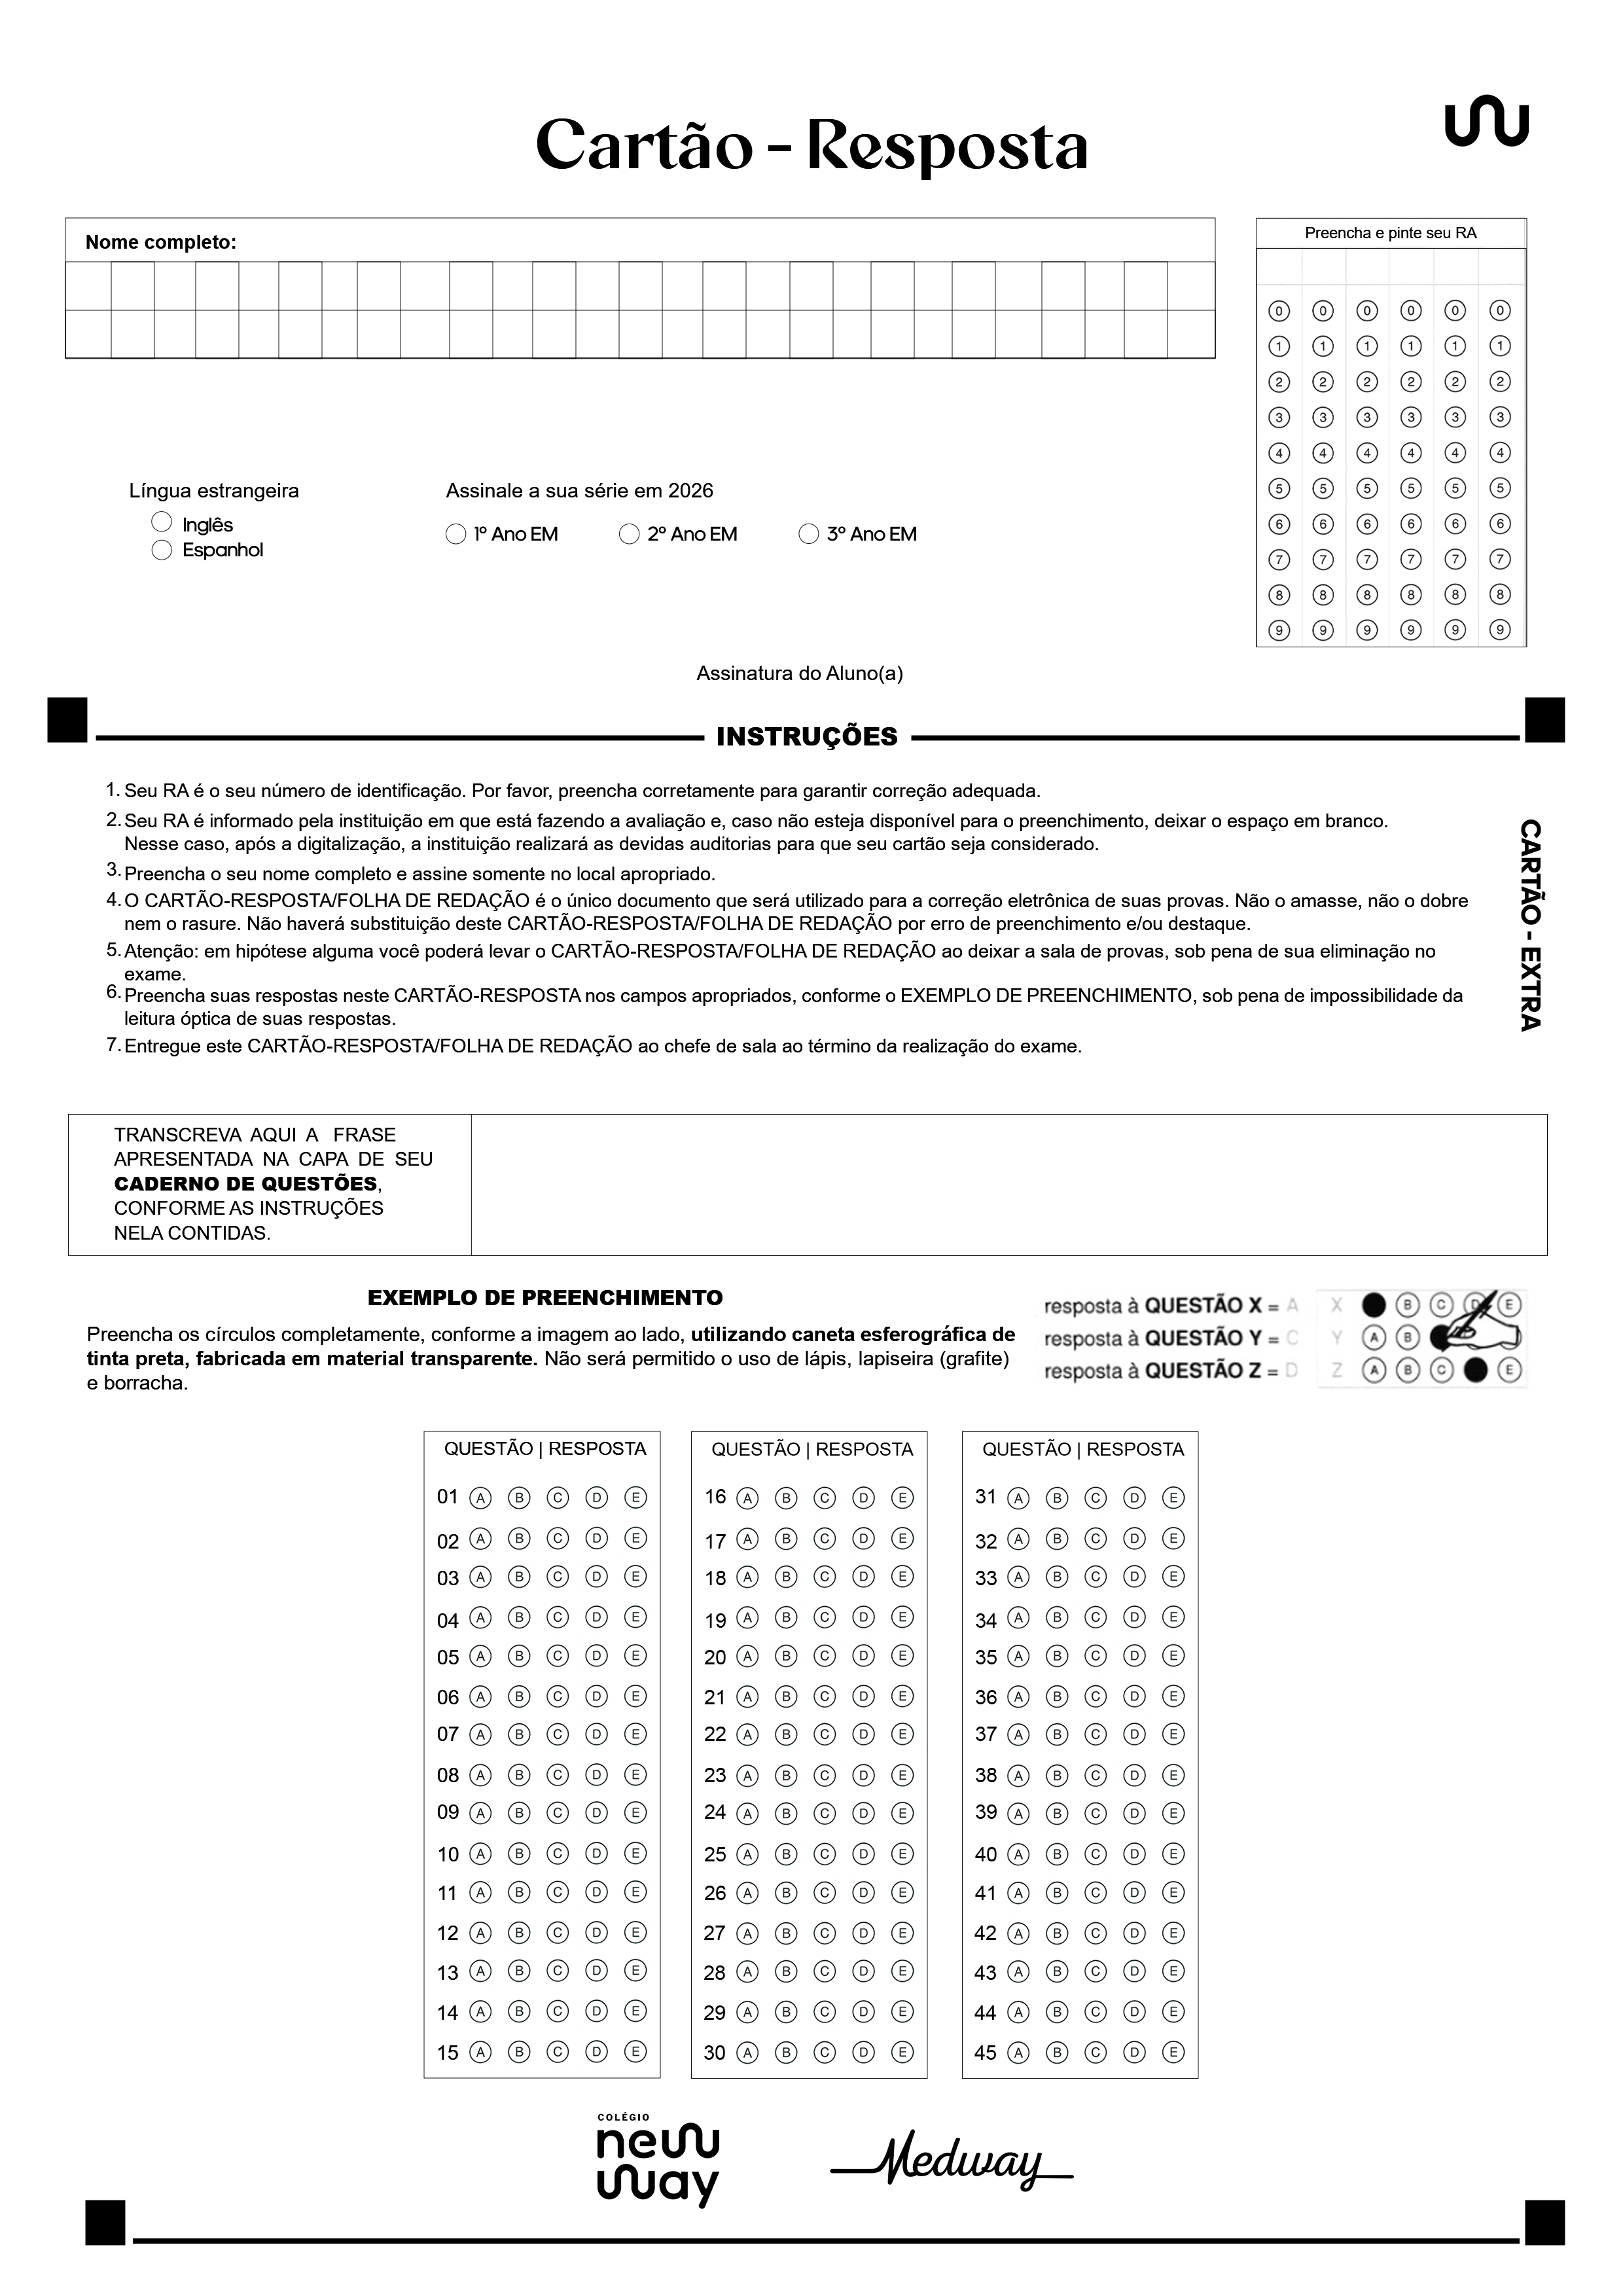 Cartão - Resposta
Nome completo:
Preencha e pinte seu RA
0 0 0 0 0 0
1 1 1 1 1 1
2 2 2 2 2 2
3 3 3 3 3 3
4 4 4 4 4 4
5 5 5 5 5 5
6 6 6 6 6 6
7 7 7 7 7 7
8 8 8 8 8 8
9 9 9 9 9 9
Língua estrangeira
Inglês
Espanhol
Assinale a sua série em 2026
1º Ano EM 2º Ano EM 3º Ano EM
Assinatura do Aluno(a)
INSTRUÇÕES
1. Seu RA é o seu número de identificação. Por favor, preencha corretamente para garantir correção adequada.
2. Seu RA é informado pela instituição em que está fazendo a avaliação e, caso não esteja disponível para o preenchimento, deixar o espaço em branco.
Nesse caso, após a digitalização, a instituição realizará as devidas auditorias para que seu cartão seja considerado.
3. Preencha o seu nome completo e assine somente no local apropriado.
4. O CARTÃO-RESPOSTA/FOLHA DE REDAÇÃO é o único documento que será utilizado para a correção eletrônica de suas provas. Não o amasse, não o dobre
nem o rasure. Não haverá substituição deste CARTÃO-RESPOSTA/FOLHA DE REDAÇÃO por erro de preenchimento e/ou destaque.
5. Atenção: em hipótese alguma você poderá levar o CARTÃO-RESPOSTA/FOLHA DE REDAÇÃO ao deixar a sala de provas, sob pena de sua eliminação no
exame.
6. Preencha suas respostas neste CARTÃO-RESPOSTA nos campos apropriados, conforme o EXEMPLO DE PREENCHIMENTO, sob pena de impossibilidade da
leitura óptica de suas respostas.
7. Entregue este CARTÃO-RESPOSTA/FOLHA DE REDAÇÃO ao chefe de sala ao término da realização do exame.
CARTÃO - EXTRA
TRANSCREVA AQUI A FRASE
APRESENTADA NA CAPA DE SEU
CADERNO DE QUESTÕES,
CONFORME AS INSTRUÇÕES
NELA CONTIDAS.
EXEMPLO DE PREENCHIMENTO
Preencha os círculos completamente, conforme a imagem ao lado, utilizando caneta esferográfica de
tinta preta, fabricada em material transparente. Não será permitido o uso de lápis, lapiseira (grafite)
e borracha.
resposta à QUESTÃO X = A X B C D E
resposta à QUESTÃO Y = C Y A B
resposta à QUESTÃO Z = D Z A B C E
QUESTÃO | RESPOSTA
01 A B C D E
02 A B C D E
03 A B C D E
04 A B C D E
05 A B C D E
06 A B C D E
07 A B C D E
08 A B C D E
09 A B C D E
10 A B C D E
11 A B C D E
12 A B C D E
13 A B C D E
14 A B C D E
15 A B C D E
QUESTÃO | RESPOSTA
16 A B C D E
17 A B C D E
18 A B C D E
19 A B C D E
20 A B C D E
21 A B C D E
22 A B C D E
23 A B C D E
24 A B C D E
25 A B C D E
26 A B C D E
27 A B C D E
28 A B C D E
29 A B C D E
30 A B C D E
QUESTÃO | RESPOSTA
31 A B C D E
32 A B C D E
33 A B C D E
34 A B C D E
35 A B C D E
36 A B C D E
37 A B C D E
38 A B C D E
39 A B C D E
40 A B C D E
41 A B C D E
42 A B C D E
43 A B C D E
44 A B C D E
45 A B C D E
COLÉGIO
new
way
Medway